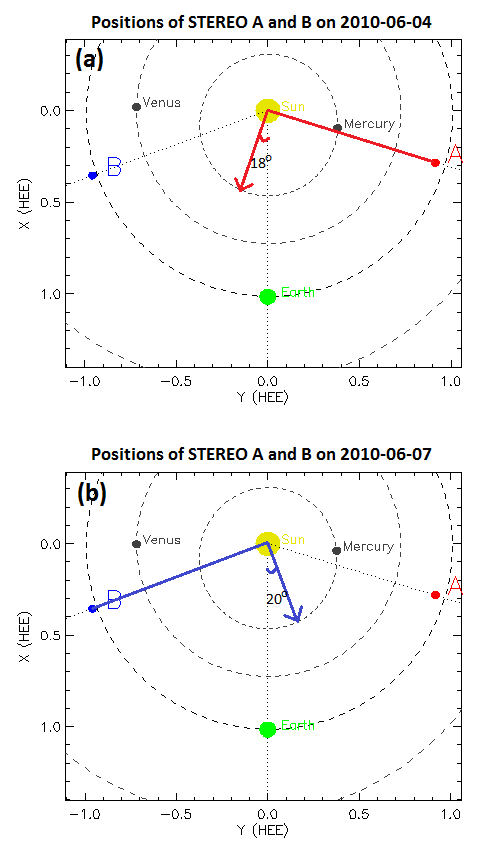 Positions of STEREO A and B on 2010-06-04
(a)
0.0
0.5
1.0
X (HEE)
Venus
Sun
Mercury
B
A
18°
Earth
-1.0
-0.5
0.0
0.5
1.0
Y (HEE)
Positions of STEREO A and B on 2010-06-07
(b)
0.0
0.5
1.0
X (HEE)
Venus
Sun
Mercury
B
A
20°
Earth
-1.0
-0.5
0.0
0.5
1.0
Y (HEE)